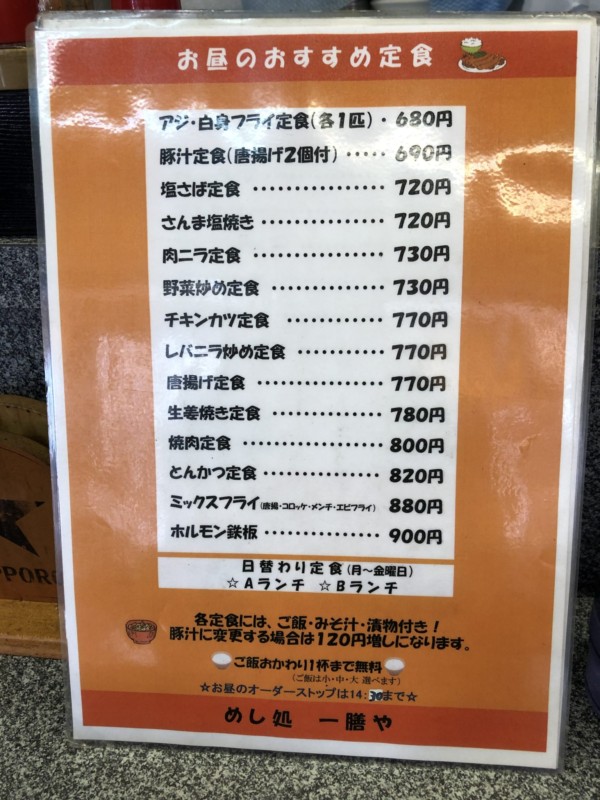 お昼のおすすめ定食
アジ・白身フライ定食(各1匹)・680円
豚汁定食(唐揚げ2個付)・・・・・690円
塩さば定食・・・・・・・・・・・・・・・・720円
さんま塩焼き・・・・・・・・・・・・・・・720円
肉ニラ定食・・・・・・・・・・・・・・・・730円
野菜炒め定食・・・・・・・・・・・・・・730円
チキンカツ定食・・・・・・・・・・・・770円
レバニラ炒め定食・・・・・・・・・・・770円
唐揚げ定食・・・・・・・・・・・・・・・770円
生姜焼き定食・・・・・・・・・・・・・・780円
焼肉定食・・・・・・・・・・・・・・・・・800円
とんかつ定食・・・・・・・・・・・・・・820円
ミックスフライ(唐揚・コロッケ・メンチ・エビフライ) 880円
ホルモン鉄板・・・・・・・・・・・・・・900円
日替わり定食(月〜金曜日)
☆Aランチ ☆Bランチ
各定食には、ご飯・みそ汁・漬物付き!
豚汁に変更する場合は120円増しになります。
ご飯おかわり1杯まで無料
(ご飯は小・中・大 選べます)
☆お昼のオーダーストップは14:30まで☆
めし処 一膳や
PPORO